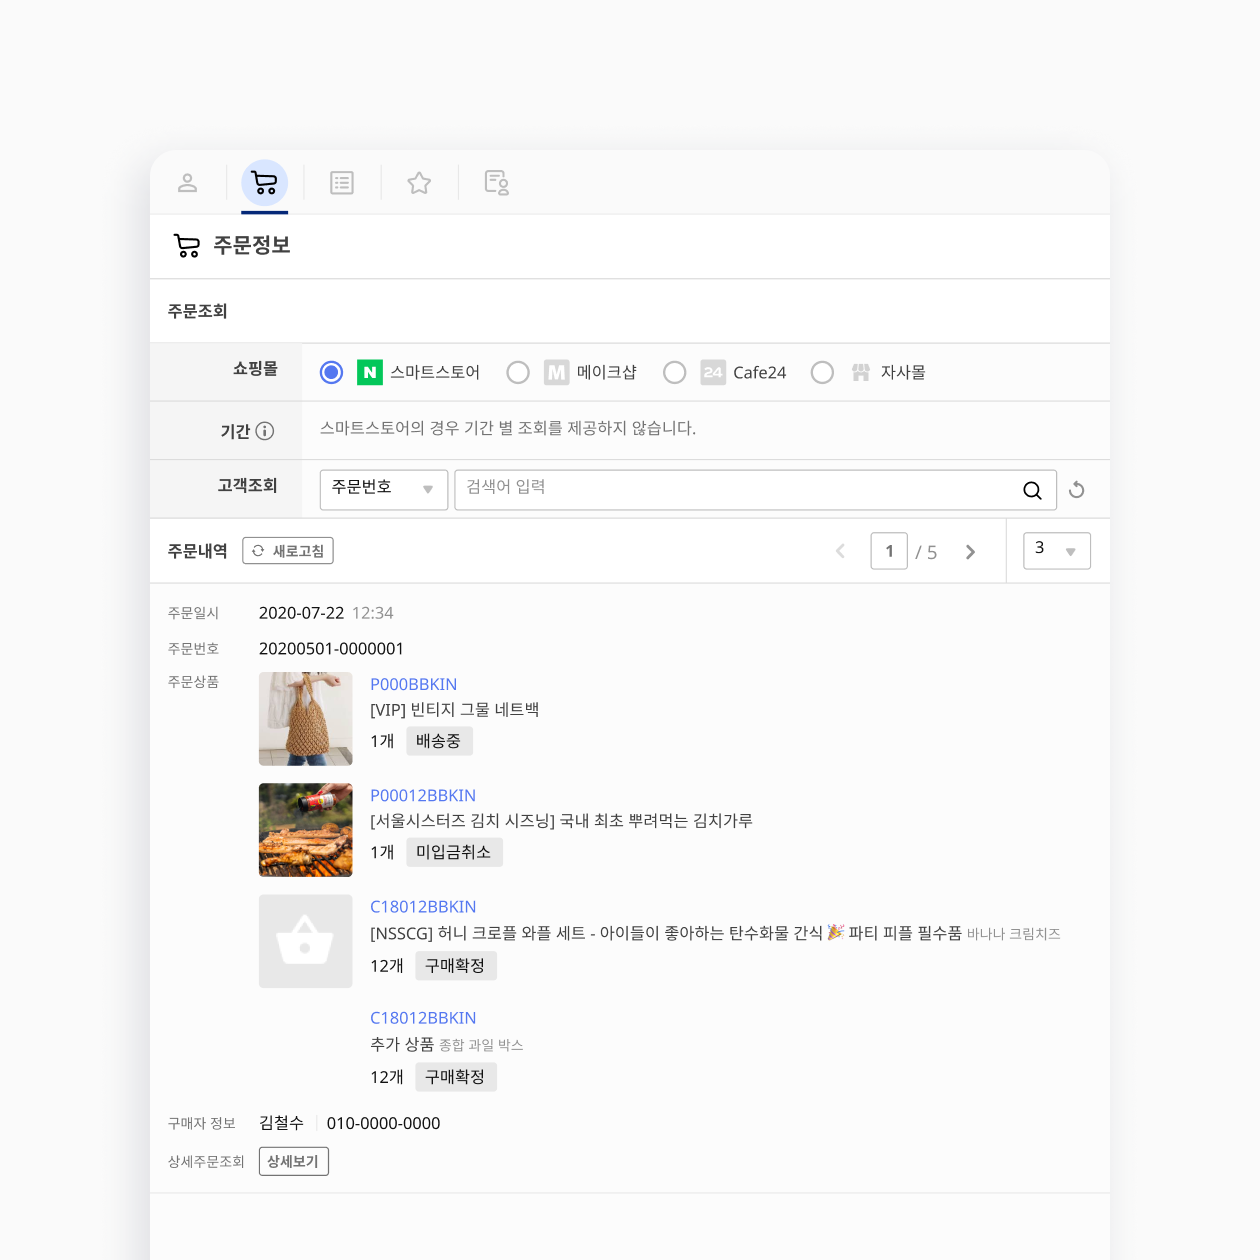 주문정보
주문조회
쇼핑몰 N 스마트스토어 M 메이크샵 24 Cafe24 자사몰
기간 스마트스토어의 경우 기간 별 조회를 제공하지 않습니다.
고객조회 주문번호 검색어 입력
주문내역 새로고침 1 / 5 3
주문일시 2020-07-22 12:34
주문번호 20200501-0000001
주문상품 P000BBKIN
[VIP] 빈티지 그물 네트백
1개 배송중
P00012BBKIN
[서울시스터즈 김치 시즈닝] 국내 최초 뿌려먹는 김치가루
1개 미입금취소
C18012BBKIN
[NSSCG] 허니 크로플 와플 세트 - 아이들이 좋아하는 탄수화물 간식🎉 파티 피플 필수품 바나나 크림치즈
12개 구매확정
C18012BBKIN
추가 상품 종합 과일 박스
12개 구매확정
구매자 정보 김철수 010-0000-0000
상세주문조회 상세보기